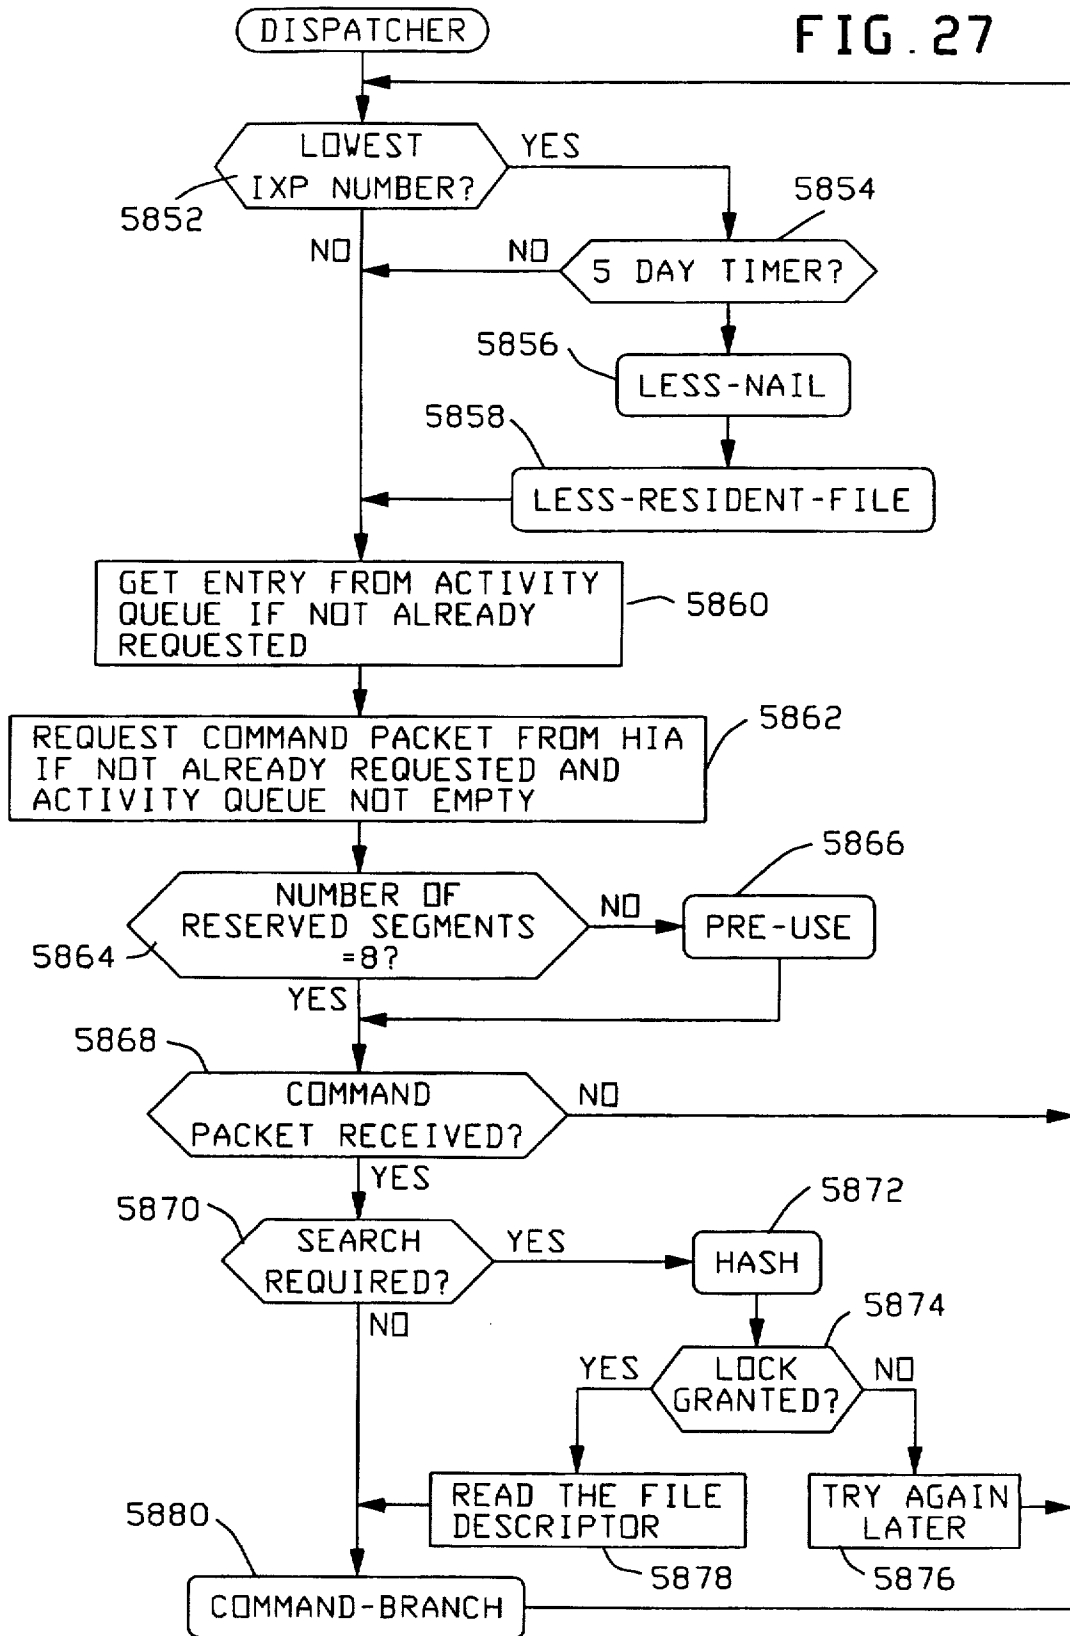 DISPATCHER
FIG.27
LOWEST
IXP NUMBER?
YES
5852
5854
NO
NO
5 DAY TIMER?
5856
LESS-NAIL
5858
LESS-RESIDENT-FILE
GET ENTRY FROM ACTIVITY
QUEUE IF NOT ALREADY
REQUESTED
5860
REQUEST COMMAND PACKET FROM HIA
IF NOT ALREADY REQUESTED AND
ACTIVITY QUEUE NOT EMPTY
5862
NUMBER OF
RESERVED SEGMENTS
=8?
5864
NO
5866
PRE-USE
YES
5868
COMMAND
PACKET RECEIVED?
NO
YES
5870
SEARCH
REQUIRED?
YES
5872
HASH
NO
5874
LOCK
GRANTED?
YES
NO
READ THE FILE
DESCRIPTOR
5878
TRY AGAIN
LATER
5876
5880
COMMAND-BRANCH